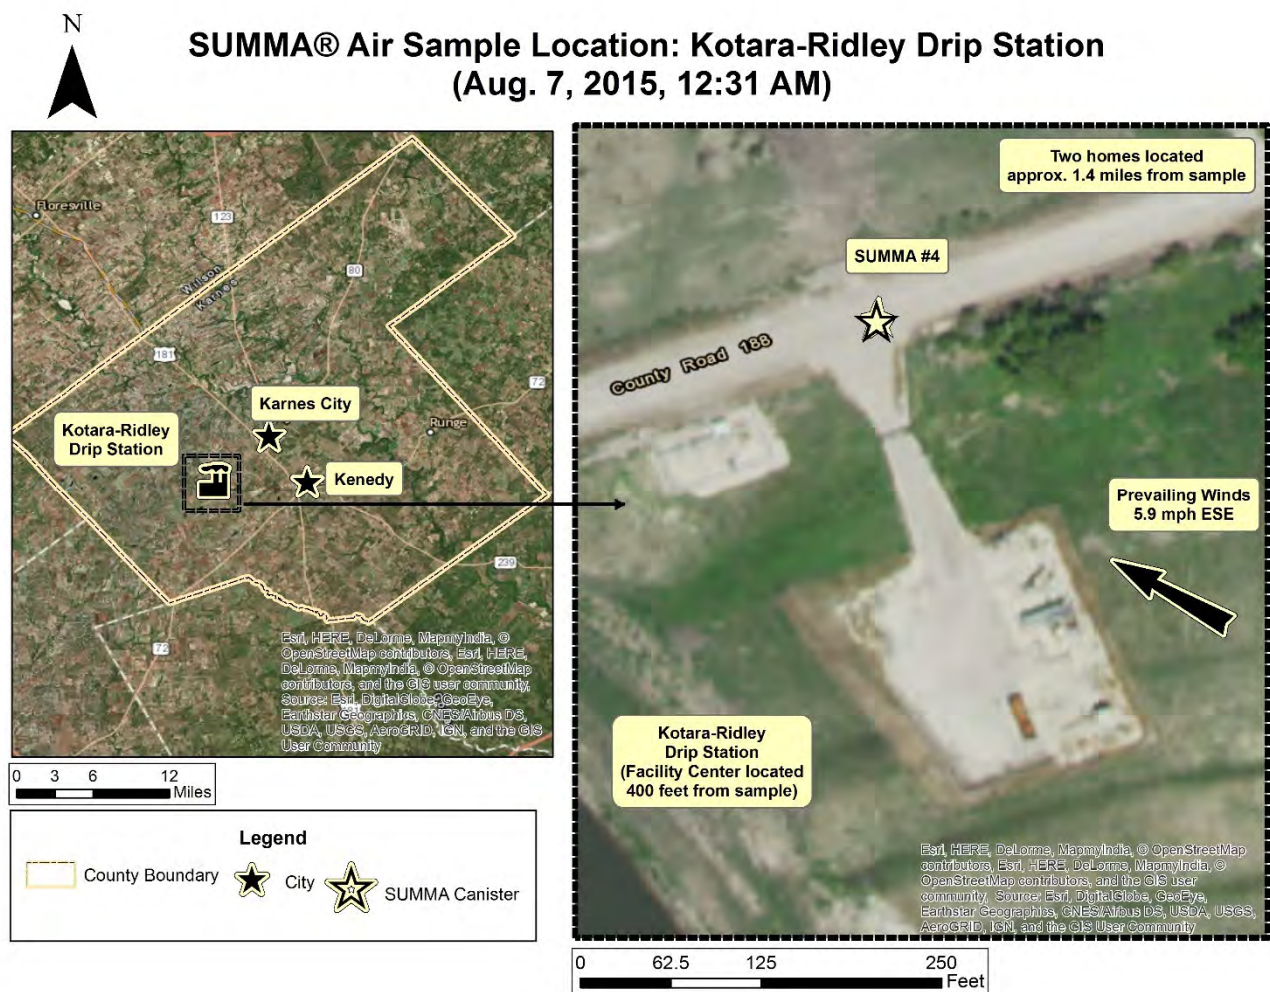 N
SUMMA® Air Sample Location: Kotara-Ridley Drip Station
(Aug. 7, 2015, 12:31 AM)
Floresville
123
80
Wilson
Karnes
181
72
Karnes City
Runge
Kotara-Ridley
Drip Station
Kenedy
239
72
Esri, HERE, DeLorme, MapmyIndia, ©
OpenStreetMap contributors, Esri, HERE,
DeLorme, MapmyIndia, © OpenStreetMap
contributors, and the GIS user community,
Source: Esri, DigitalGlobe, GeoEye,
Earthstar Geographics, CNES/Airbus DS,
USDA, USGS, AeroGRID, IGN, and the GIS
User Community
0 3 6 12
Miles
Legend
County Boundary
City
SUMMA Canister
Two homes located
approx. 1.4 miles from sample
SUMMA #4
County Road 188
Prevailing Winds
5.9 mph ESE
Kotara-Ridley
Drip Station
(Facility Center located
400 feet from sample)
Esri, HERE, DeLorme, MapmyIndia, © OpenStreetMap
contributors, Esri, HERE, DeLorme, MapmyIndia, ©
OpenStreetMap contributors, and the GIS user
community, Source: Esri, DigitalGlobe, GeoEye,
Earthstar Geographics, CNES/Airbus DS, USDA, USGS,
AeroGRID, IGN, and the GIS User Community
0 62.5 125 250
Feet